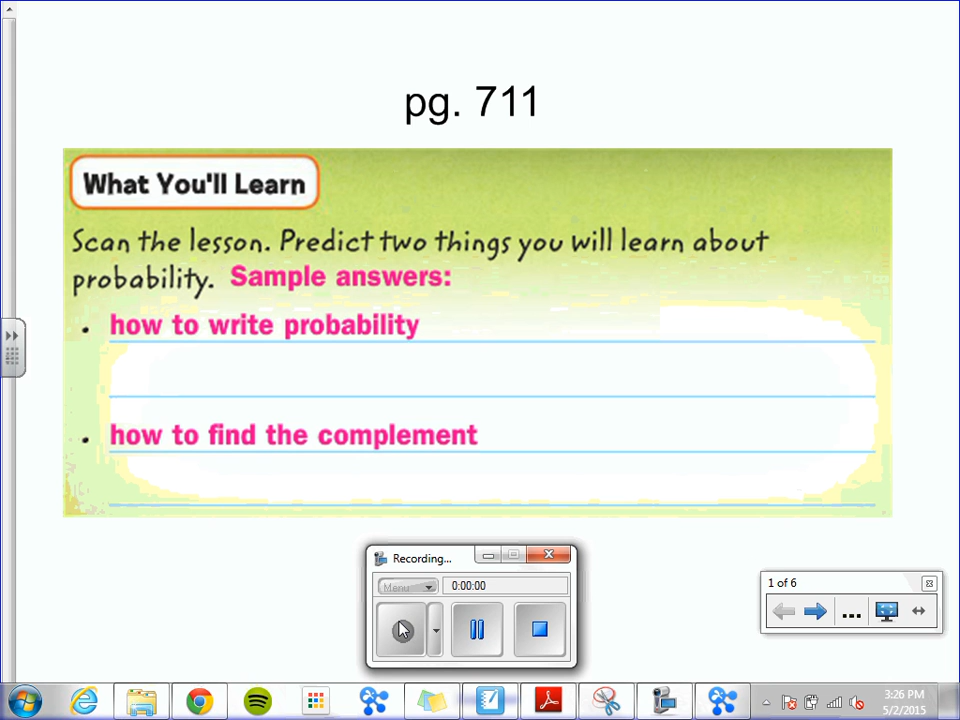 pg. 711
What You'll Learn
Scan the lesson. Predict two things you will learn about
probability. Sample answers:
• how to write probability
• how to find the complement
Recording...
Menu
0:00:00
1 of 6
...
3:26 PM
5/2/2015